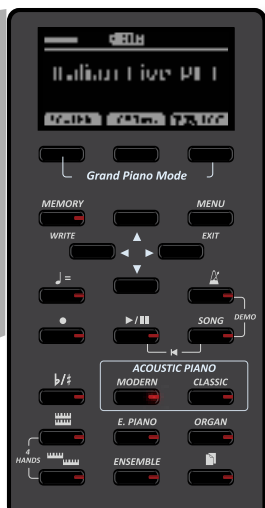 Grand Piano Mode
MEMORY MENU
WRITE EXIT
♩ =
▶/❚❚ SONG DEMO
♭/♯
ACOUSTIC PIANO
MODERN CLASSIC
E. PIANO ORGAN
4 HANDS
ENSEMBLE